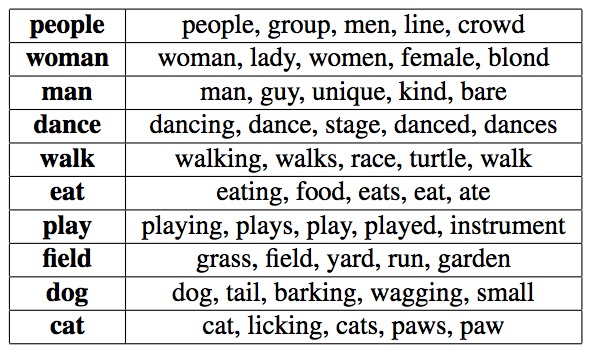 people people, group, men, line, crowd
woman woman, lady, women, female, blond
man man, guy, unique, kind, bare
dance dancing, dance, stage, danced, dances
walk walking, walks, race, turtle, walk
eat eating, food, eats, eat, ate
play playing, plays, play, played, instrument
field grass, field, yard, run, garden
dog dog, tail, barking, wagging, small
cat cat, licking, cats, paws, paw